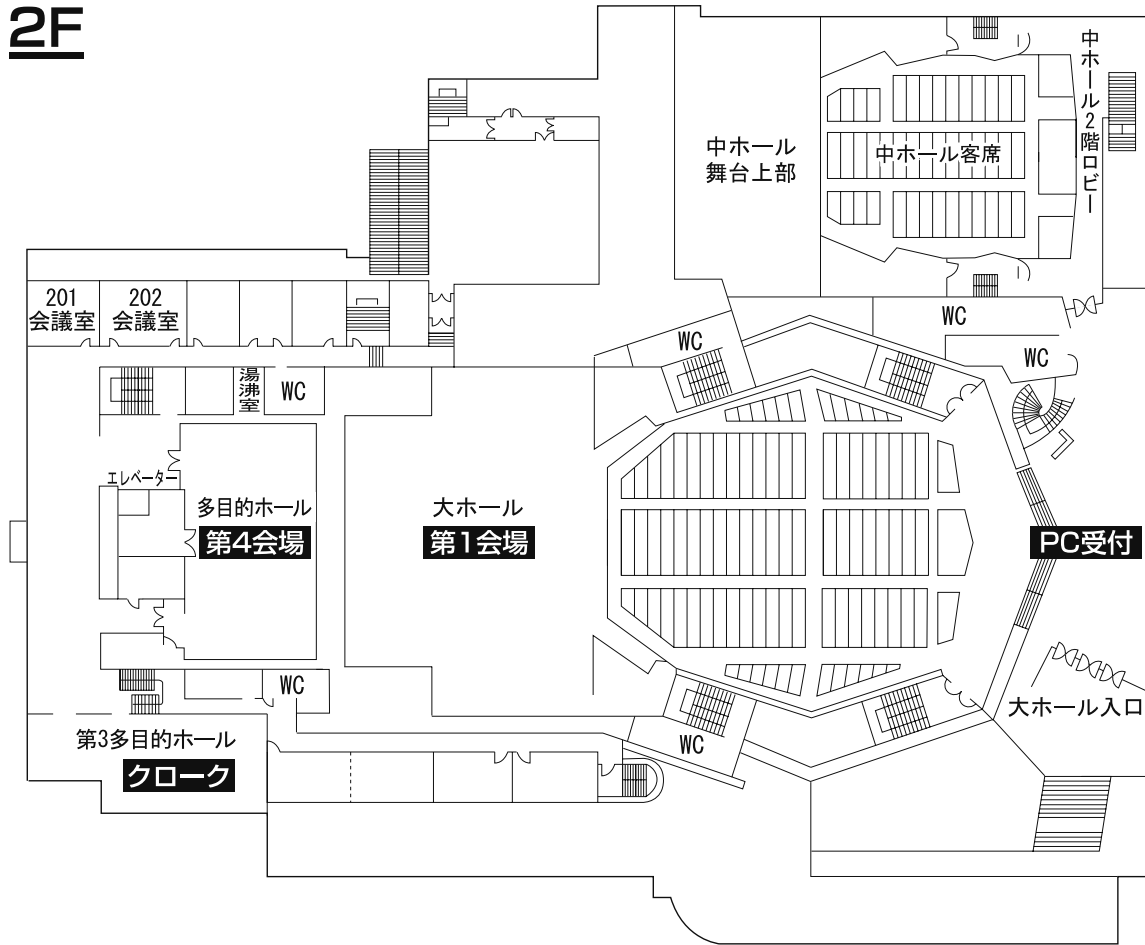 2F
中ホール2階ロビー
中ホール
舞台上部
中ホール客席
201
会議室
202
会議室
WC
WC
WC
湯沸室
WC
エレベーター
多目的ホール
第4会場
大ホール
第1会場
PC受付
WC
WC
大ホール入口
第3多目的ホール
クローク